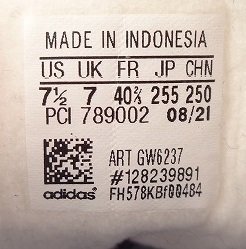 MADE IN INDONESIA
US UK FR JP CHN
7½ 7 40⅔ 255 250
PCI 789002 08/21
ART GW6237
#128239891
adidas® FH578KBf00484